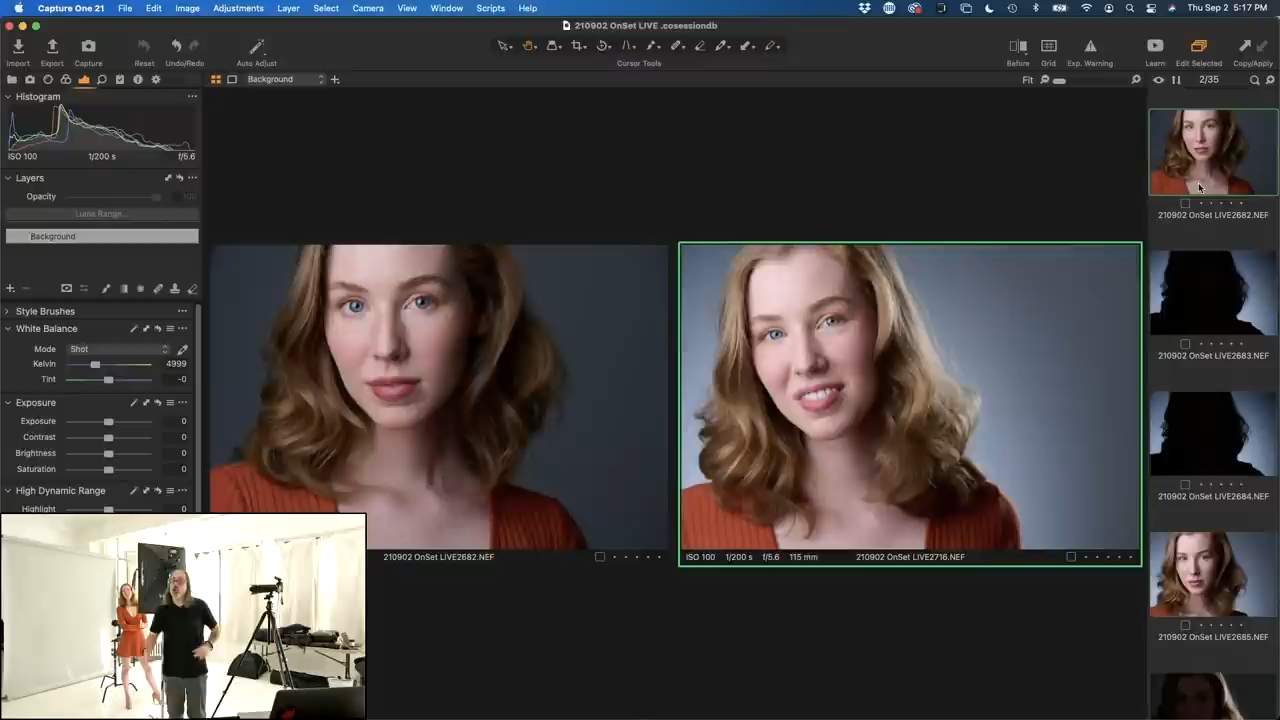 Capture One 21 File Edit Image Adjustments Layer Select Camera View Window Scripts Help Thu Sep 2 5:17 PM
210902 OnSet LIVE .cosessiondb
Import Export Capture Reset Undo/Redo Auto Adjust Cursor Tools Before Grid Exp. Warning Learn Edit Selected Copy/Apply
Background Fit 2/35
Histogram
ISO 100 1/200 s f/5.6
Layers
Opacity 100
Luma Range...
Background
Style Brushes
White Balance
Mode Shot
Kelvin 4999
Tint -0
Exposure
Exposure 0
Contrast 0
Brightness 0
Saturation 0
High Dynamic Range
Highlight 0
210902 OnSet LIVE2682.NEF
ISO 100 1/200 s f/5.6 115 mm 210902 OnSet LIVE2716.NEF
210902 OnSet LIVE2682.NEF
210902 OnSet LIVE2683.NEF
210902 OnSet LIVE2684.NEF
210902 OnSet LIVE2685.NEF